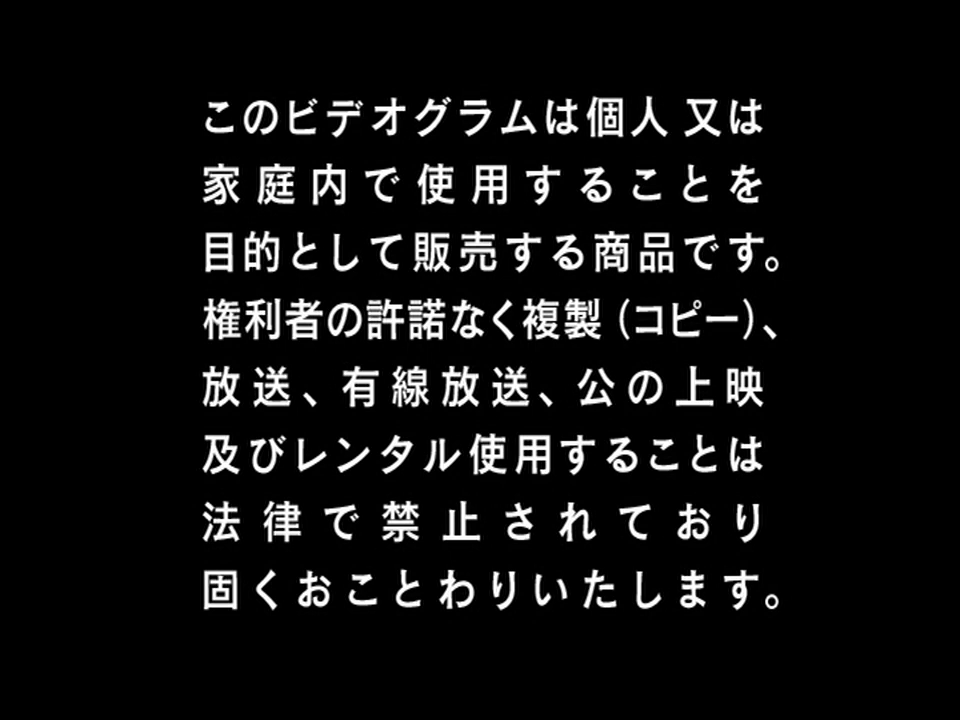 このビデオグラムは個人 又は
家庭内で使用することを
目的として販売する商品です。
権利者の許諾なく複製（コピー）、
放送、有線放送、公の上映
及びレンタル使用することは
法律で禁止されており
固くおことわりいたします。